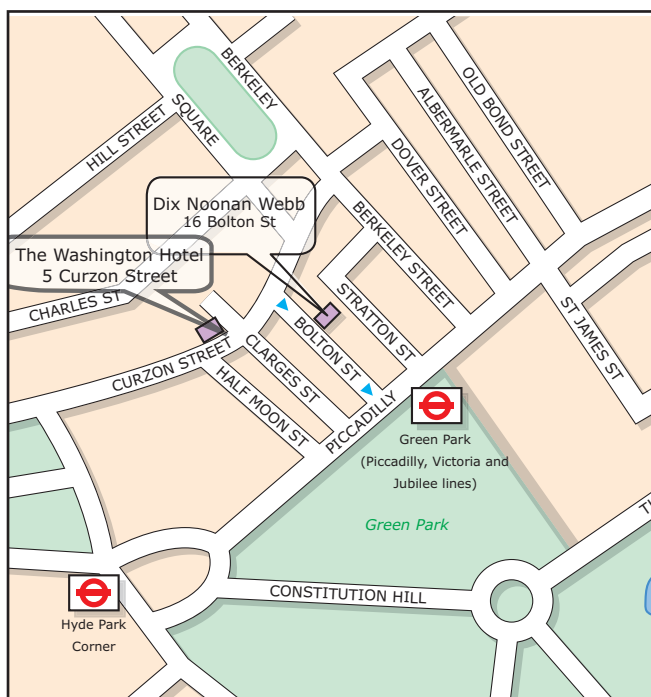 BERKELEY
SQUARE
HILL STREET
OLD BOND STREET
ALBERMARLE STREET
DOVER STREET
Dix Noonan Webb
16 Bolton St
BERKELEY STREET
The Washington Hotel
5 Curzon Street
CHARLES ST
STRATTON ST
ST JAMES ST
BOLTON ST
CURZON STREET
CLARGES ST
HALF MOON ST
PICCADILLY
Green Park
(Piccadilly, Victoria and
Jubilee lines)
Green Park
CONSTITUTION HILL
Hyde Park
Corner